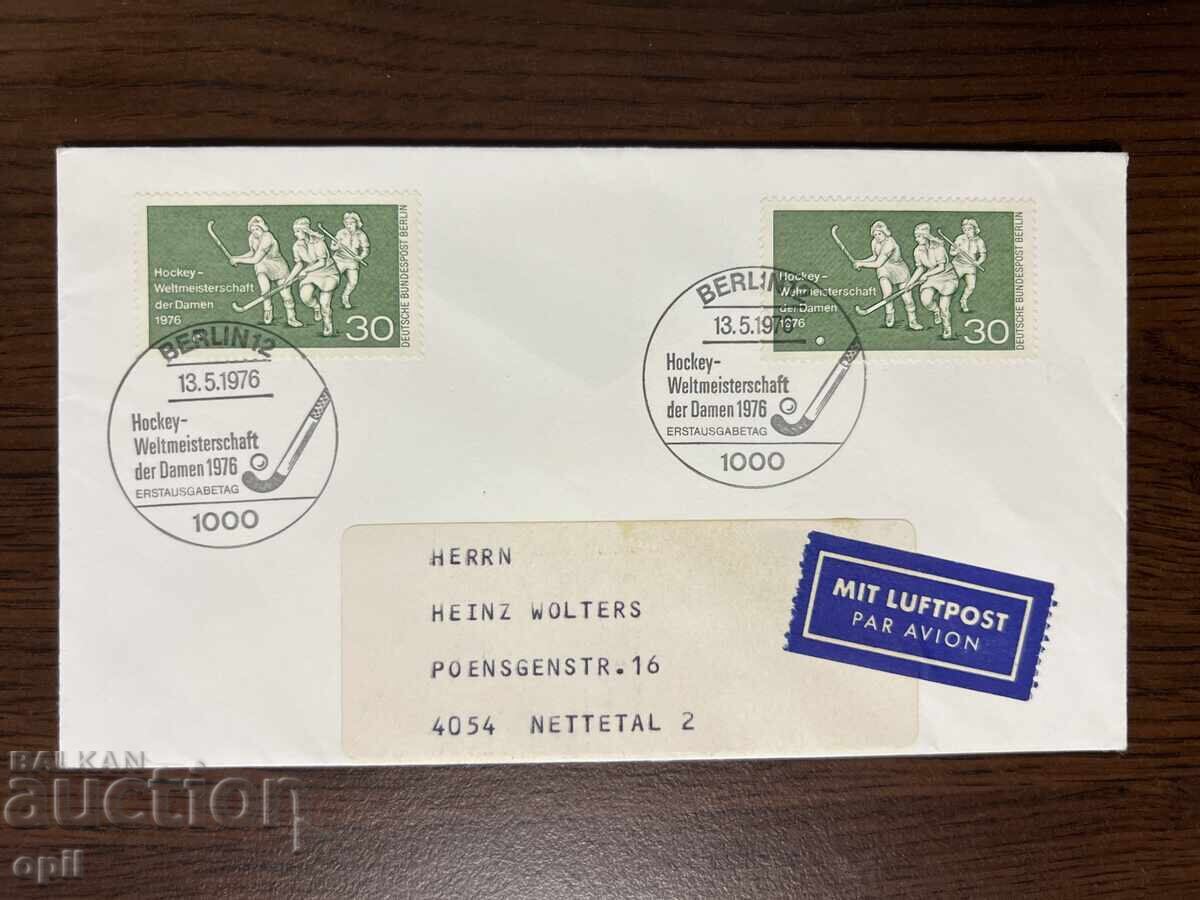 Hockey-
Weltmeisterschaft
der Damen
1976
30
DEUTSCHE BUNDESPOST BERLIN
Hockey-
Weltmeisterschaft
der Damen
1976
30
DEUTSCHE BUNDESPOST BERLIN
BERLIN 12
13.5.1976
Hockey-
Weltmeisterschaft
der Damen 1976
ERSTAUSGABETAG
1000
BERLIN 12
13.5.1976
Hockey-
Weltmeisterschaft
der Damen 1976
ERSTAUSGABETAG
1000
HERRN
HEINZ WOLTERS
POENSGENSTR.16
4054 NETTETAL 2
MIT LUFTPOST
PAR AVION
BALKAN
auction
opil